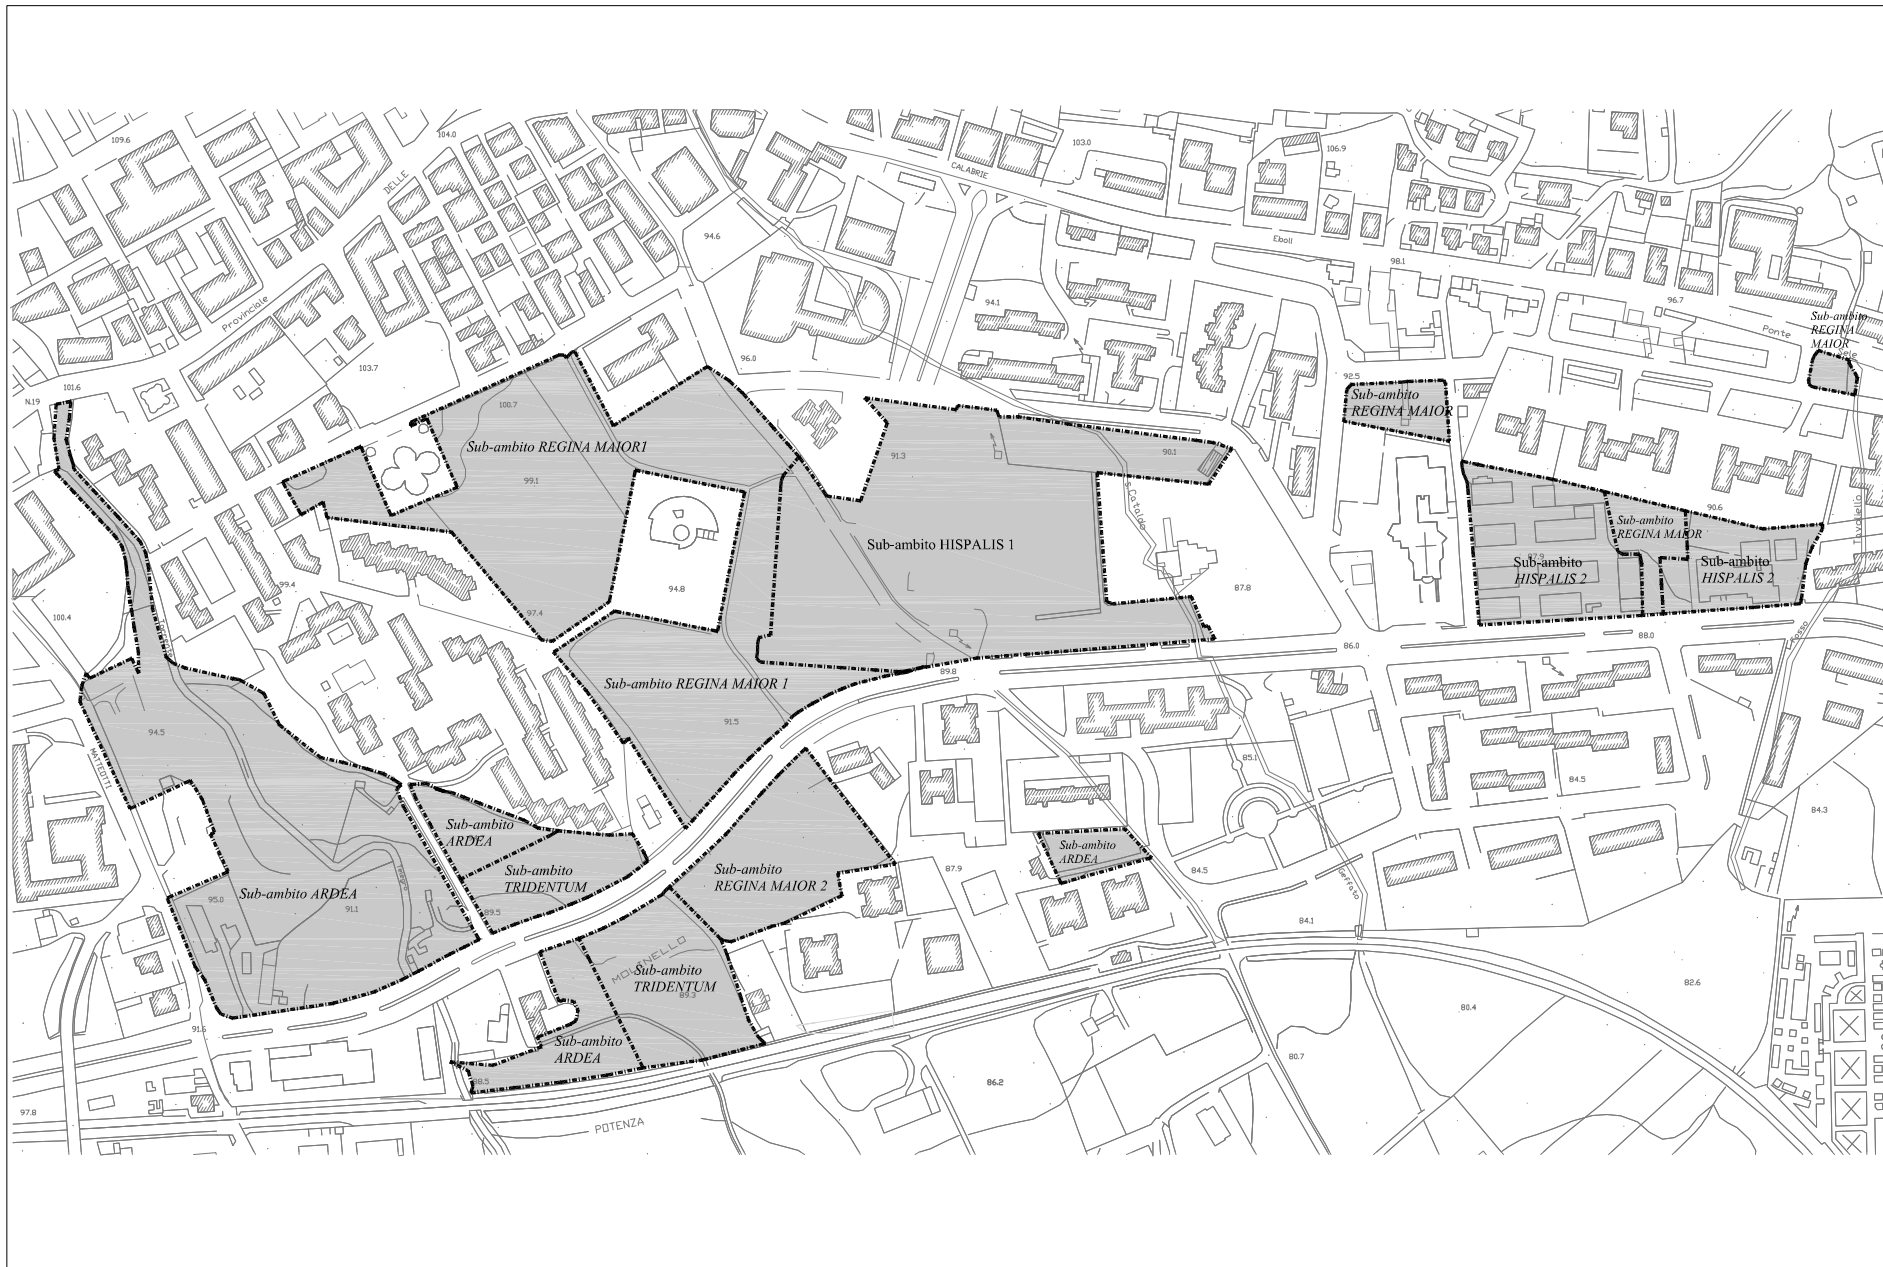 109.6
104.0
103.0
106.9
CALABRIE
DELLE
94.6
Eboli
98.1
94.1
96.7
Provinciale
Ponte
Sub-ambito
REGINA
MAIOR
Sele
96.0
103.7
101.6
N.19
92.5
Sub-ambito
REGINA MAIOR
100.7
Sub-ambito REGINA MAIOR1
91.3
90.1
99.1
S.Cataldo
90.6
Sub-ambito
REGINA MAIOR
Tavoliello
Sub-ambito HISPALIS 1
87.9
Sub-ambito
HISPALIS 2
Sub-ambito
HISPALIS 2
99.4
94.8
87.8
97.4
100.4
Torrente
86.0
88.0
Fosso
89.8
Sub-ambito REGINA MAIOR 1
91.5
94.5
MATTEOTTI
85.1
84.5
84.3
Sub-ambito
ARDEA
Sub-ambito
ARDEA
Sub-ambito
TRIDENTUM
Sub-ambito
REGINA MAIOR 2
87.9
84.5
Sub-ambito ARDEA
95.0
91.1
89.5
84.1
MOLINELLO
Sub-ambito
TRIDENTUM
89.3
82.6
80.4
91.6
Sub-ambito
ARDEA
80.7
88.5
86.2
97.8
POTENZA